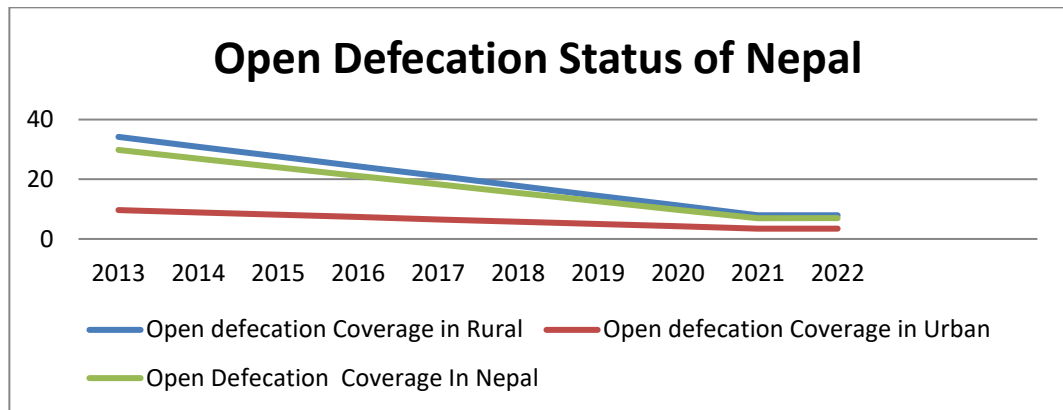 Open Defecation Status of Nepal
40
20
0
2013 2014 2015 2016 2017 2018 2019 2020 2021 2022
Open defecation Coverage in Rural
Open defecation Coverage in Urban
Open Defecation  Coverage In Nepal